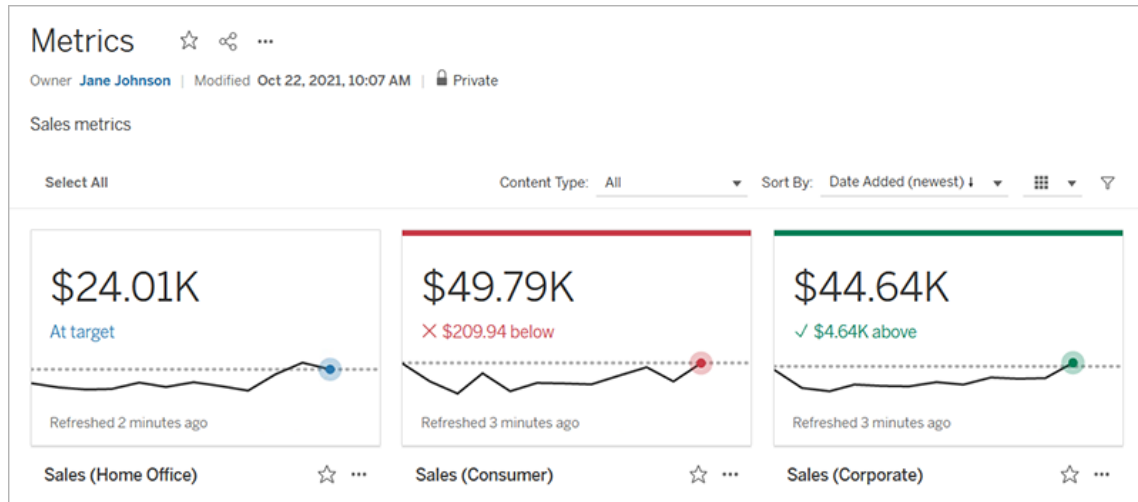 Metrics
Owner Jane Johnson | Modified Oct 22, 2021, 10:07 AM | Private
Sales metrics
Select All Content Type: All Sort By: Date Added (newest) ↓
$24.01K $49.79K $44.64K
At target × $209.94 below ✓ $4.64K above
Refreshed 2 minutes ago Refreshed 3 minutes ago Refreshed 3 minutes ago
Sales (Home Office) Sales (Consumer) Sales (Corporate)